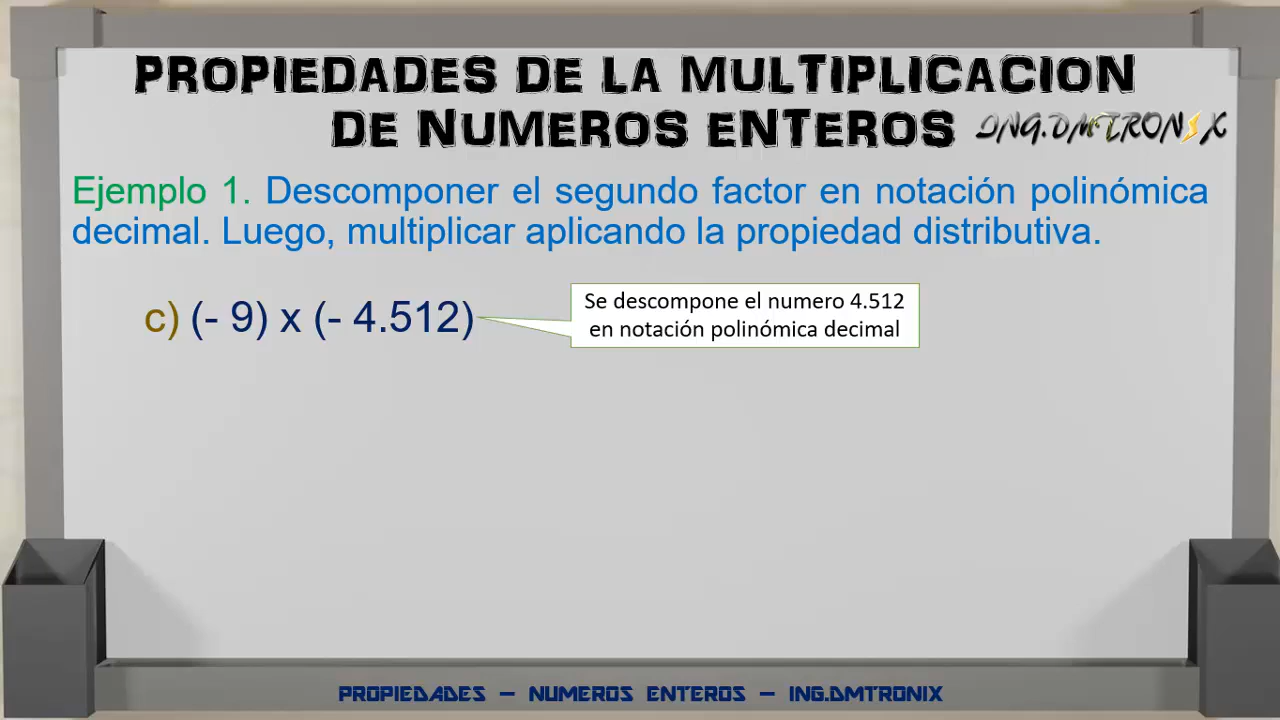 PROPIEDADES DE LA MULTIPLICACION
DE NUMEROS ENTEROS ING.DMTRONIX
Ejemplo 1. Descomponer el segundo factor en notación polinómica
decimal. Luego, multiplicar aplicando la propiedad distributiva.
c) (- 9) x (- 4.512)
Se descompone el numero 4.512
en notación polinómica decimal
PROPIEDADES – NUMEROS ENTEROS – ING.DMTRONIX